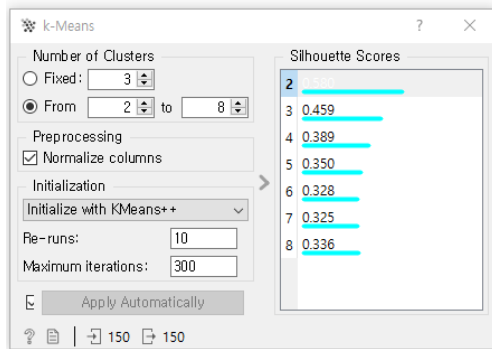 k-Means ? ×
Number of Clusters
Fixed: 3
From 2 to 8
Preprocessing
Normalize columns
Initialization
Initialize with KMeans++
Re-runs: 10
Maximum iterations: 300
Apply Automatically
? 150 150
Silhouette Scores
2 0.580
3 0.459
4 0.389
5 0.350
6 0.328
7 0.325
8 0.336